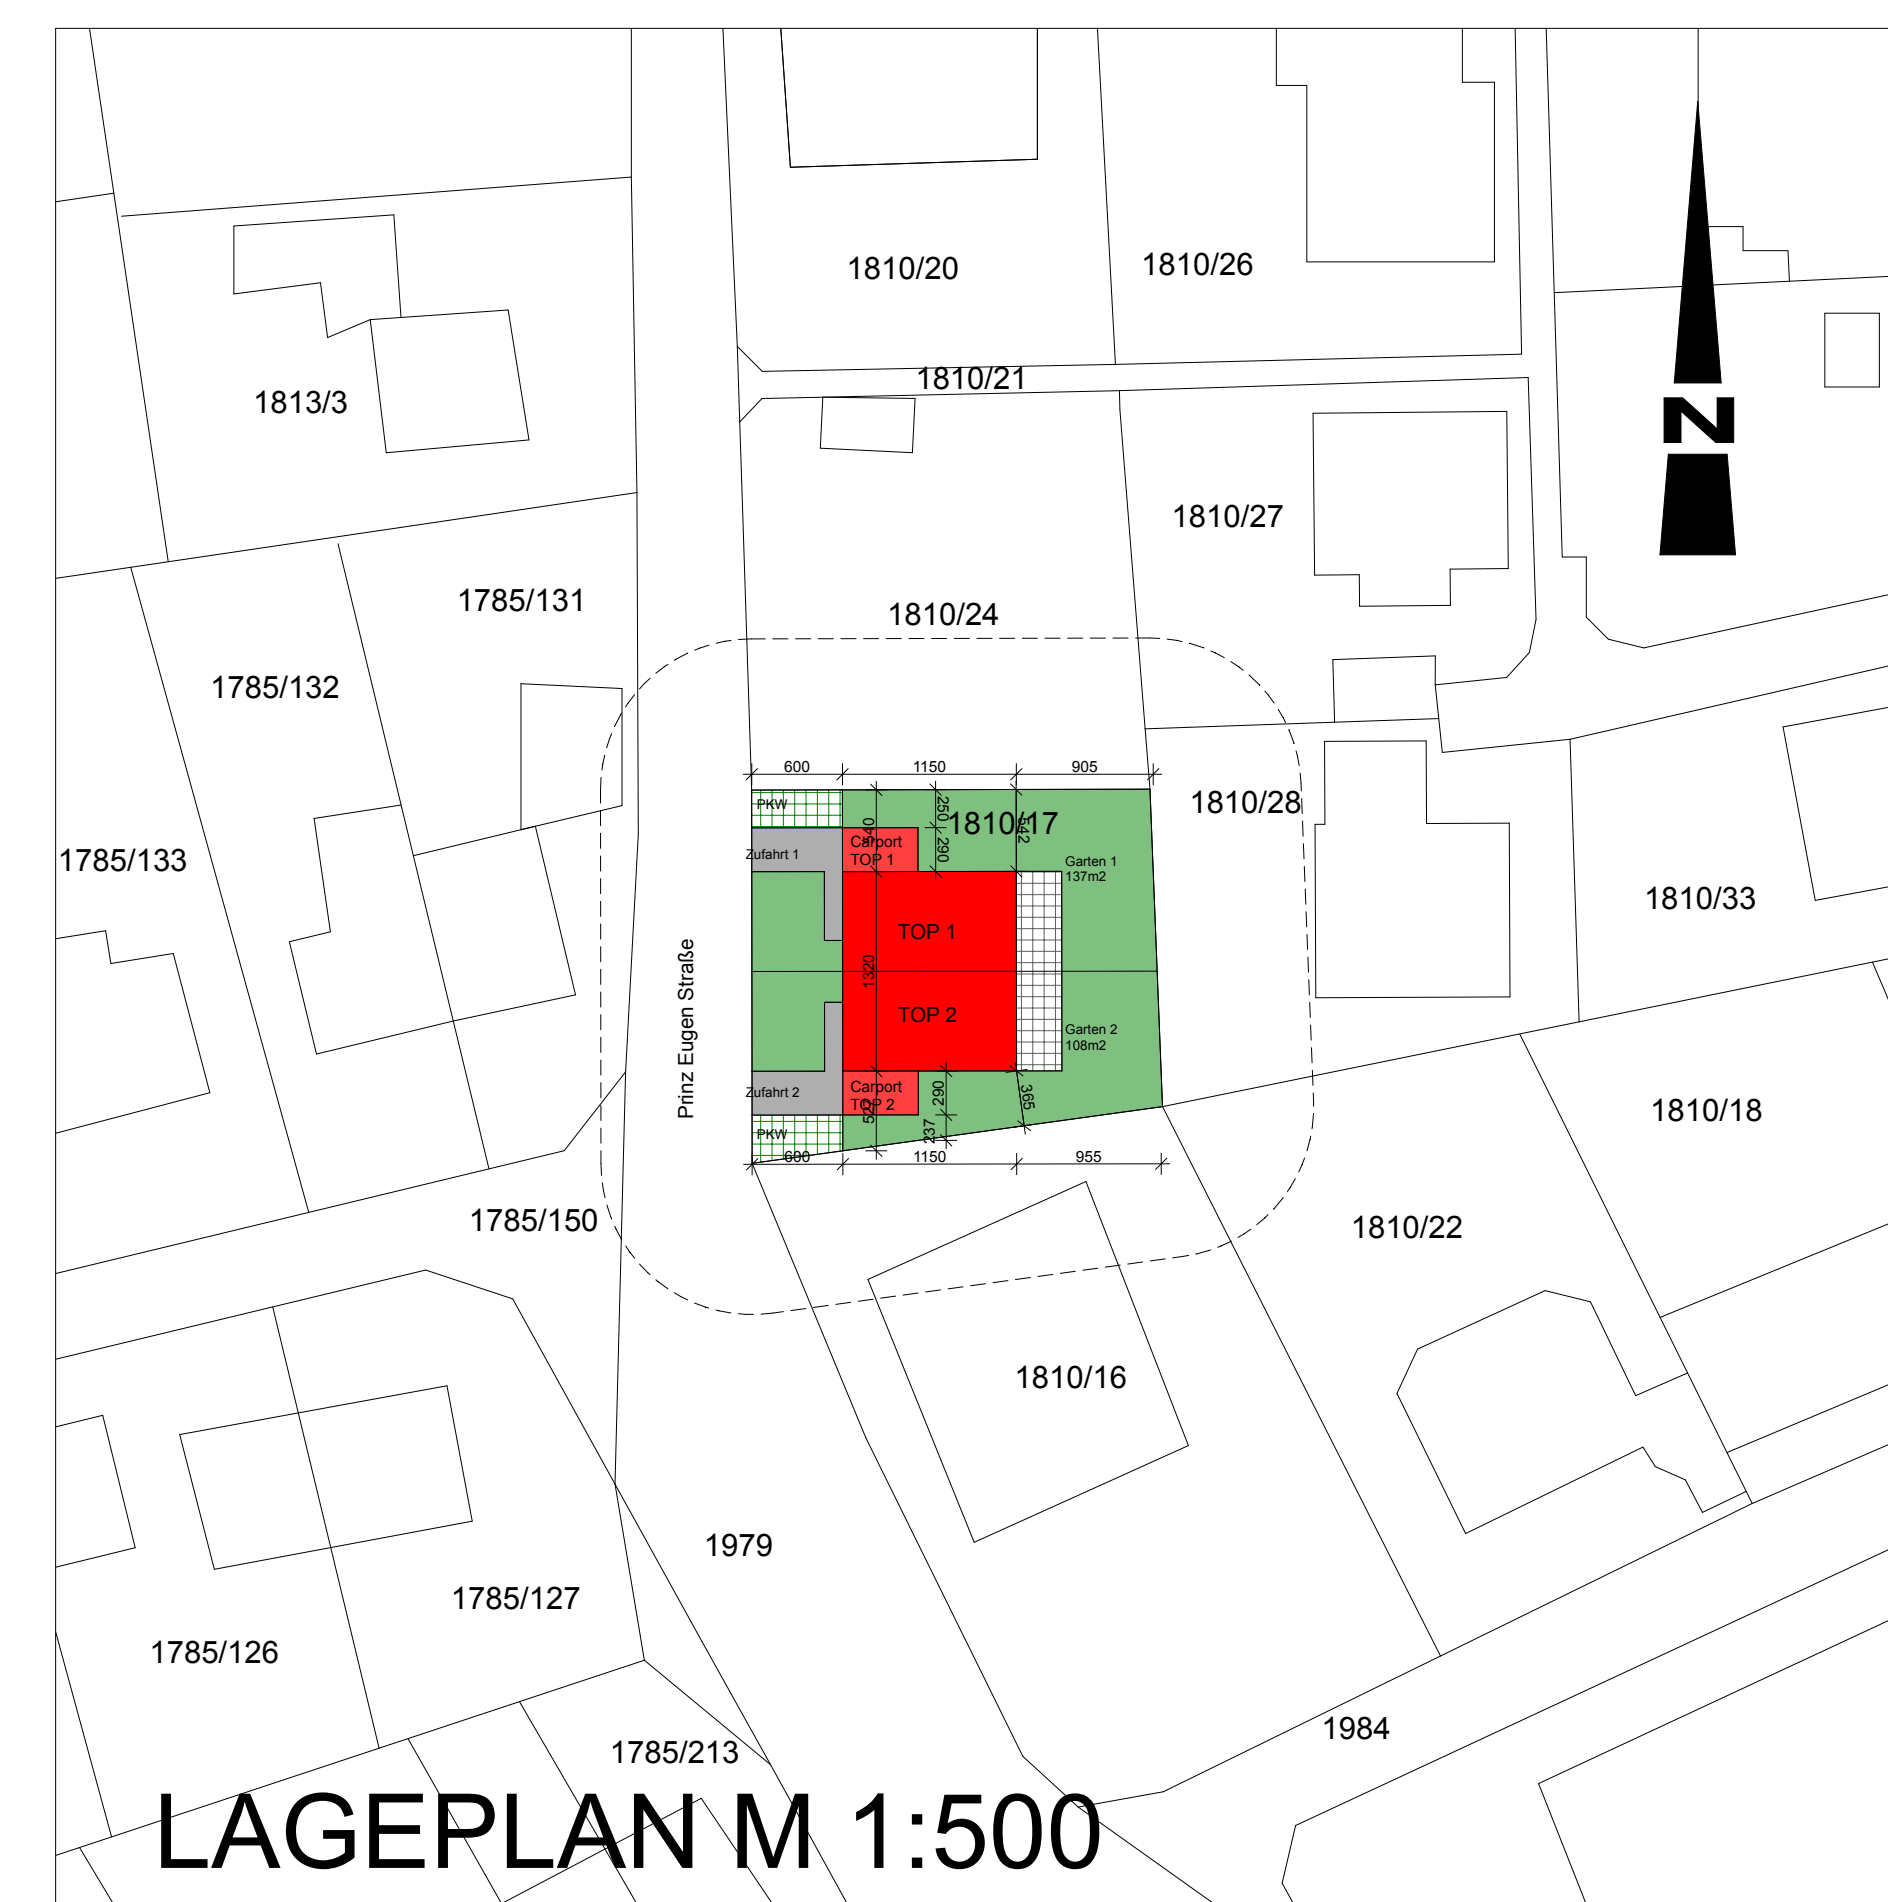 1810/20
1810/26
1810/21
1813/3
N
1810/27
1785/131
1810/24
1785/132
600
1150
905
PKW
250
1810/17
1810/28
540
542
Carport
TOP 1
290
Zufahrt 1
Garten 1
137m2
1785/133
1810/33
TOP 1
1320
Prinz Eugen Straße
TOP 2
Garten 2
108m2
Zufahrt 2
Carport
TOP 2
290
365
1810/18
527
237
PKW
600
1150
955
1785/150
1810/22
1810/16
1979
1785/127
1785/126
1984
1785/213
LAGEPLAN M 1:500